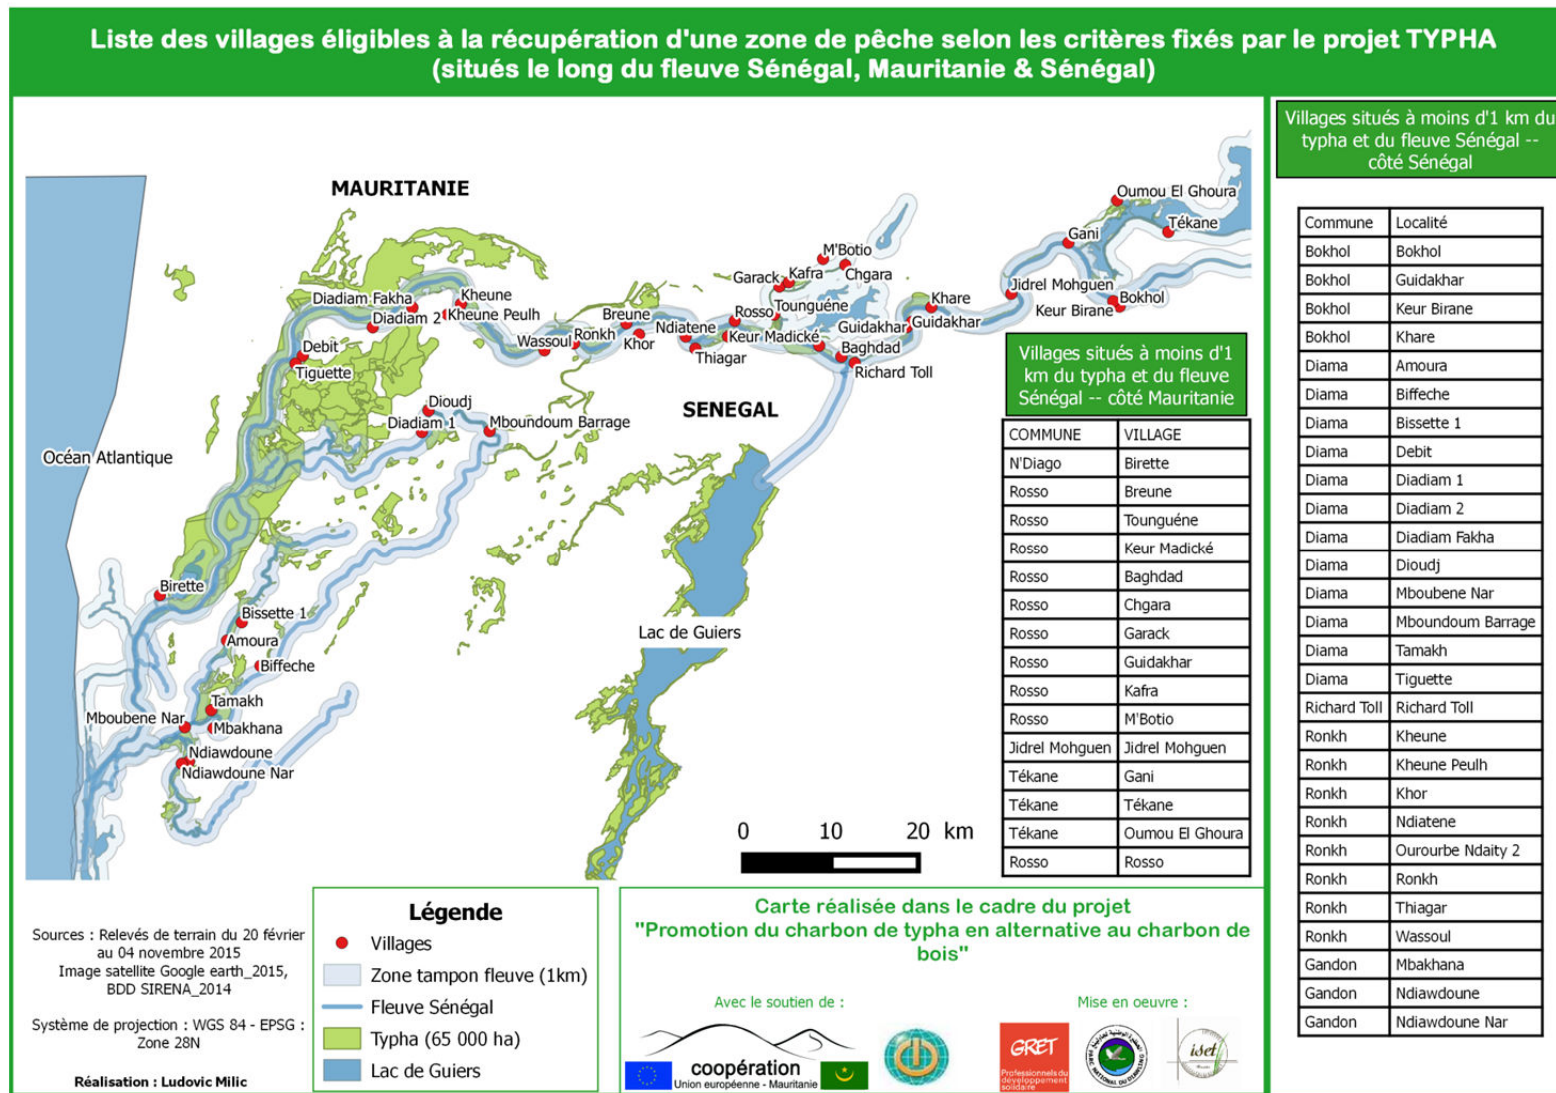 Liste des villages éligibles à la récupération d'une zone de pêche selon les critères fixés par le projet TYPHA
(situés le long du fleuve Sénégal, Mauritanie & Sénégal)
MAURITANIE
SENEGAL
Océan Atlantique
Lac de Guiers
Oumou El Ghoura
Tékane
Gani
M'Botio
Chgara
Kafra
Garack
Jidrel Mohguen
Bokhol
Keur Birane
Khare
Guidakhar
Guidakhar
Tounguéne
Rosso
Keur Madické
Baghdad
Richard Toll
Ndiatene
Thiagar
Breune
Khor
Ronkh
Wassoul
Kheune
Kheune Peulh
Diadiam Fakha
Diadiam 2
Debit
Tiguette
Dioudj
Diadiam 1
Mboundoum Barrage
Birette
Bissette 1
Amoura
Biffeche
Tamakh
Mboubene Nar
Mbakhana
Ndiawdoune
Ndiawdoune Nar
0 10 20 km
Villages situés à moins d'1
km du typha et du fleuve
Sénégal -- côté Mauritanie
COMMUNE VILLAGE
N'Diago Birette
Rosso Breune
Rosso Tounguéne
Rosso Keur Madické
Rosso Baghdad
Rosso Chgara
Rosso Garack
Rosso Guidakhar
Rosso Kafra
Rosso M'Botio
Jidrel Mohguen Jidrel Mohguen
Tékane Gani
Tékane Tékane
Tékane Oumou El Ghoura
Rosso Rosso
Villages situés à moins d'1 km du
typha et du fleuve Sénégal --
côté Sénégal
Commune Localité
Bokhol Bokhol
Bokhol Guidakhar
Bokhol Keur Birane
Bokhol Khare
Diama Amoura
Diama Biffeche
Diama Bissette 1
Diama Debit
Diama Diadiam 1
Diama Diadiam 2
Diama Diadiam Fakha
Diama Dioudj
Diama Mboubene Nar
Diama Mboundoum Barrage
Diama Tamakh
Diama Tiguette
Richard Toll Richard Toll
Ronkh Kheune
Ronkh Kheune Peulh
Ronkh Khor
Ronkh Ndiatene
Ronkh Ourourbe Ndaity 2
Ronkh Ronkh
Ronkh Thiagar
Ronkh Wassoul
Gandon Mbakhana
Gandon Ndiawdoune
Gandon Ndiawdoune Nar
Sources : Relevés de terrain du 20 février
au 04 novembre 2015
Image satellite Google earth_2015,
BDD SIRENA_2014
Système de projection : WGS 84 - EPSG :
Zone 28N
Réalisation : Ludovic Milic
Légende
Villages
Zone tampon fleuve (1km)
Fleuve Sénégal
Typha (65 000 ha)
Lac de Guiers
Carte réalisée dans le cadre du projet
"Promotion du charbon de typha en alternative au charbon de
bois"
Avec le soutien de :
Mise en oeuvre :
coopération
Union européenne - Mauritanie
GRET
Professionnels du
développement
solidaire
PARC NATIONAL DU DIAWLING
iset